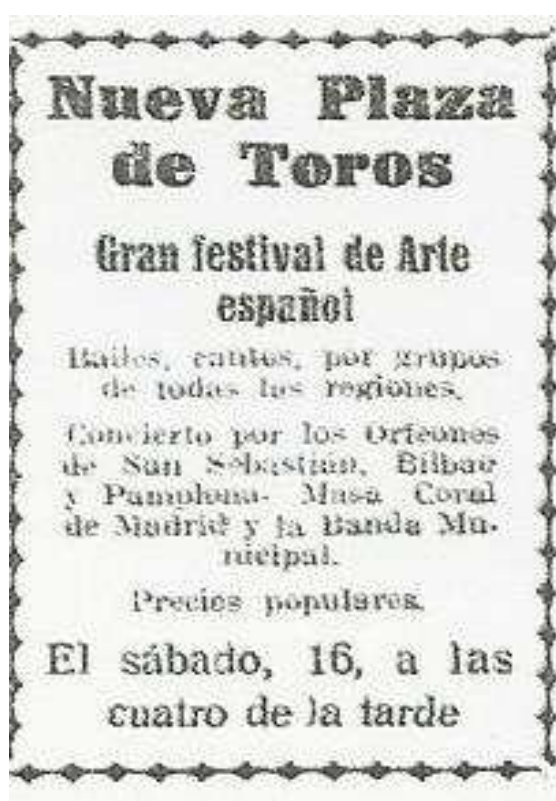 Nueva Plaza
de Toros
Gran festival de Arte
español
Bailes, cantos, por grupos
de todas las regiones.
Concierto por los Orfeones
de San Sebastián, Bilbao
y Pamplona- Masa Coral
de Madrid y la Banda Mu-
nicipal.
Precios populares.
El sábado, 16, a las
cuatro de la tarde